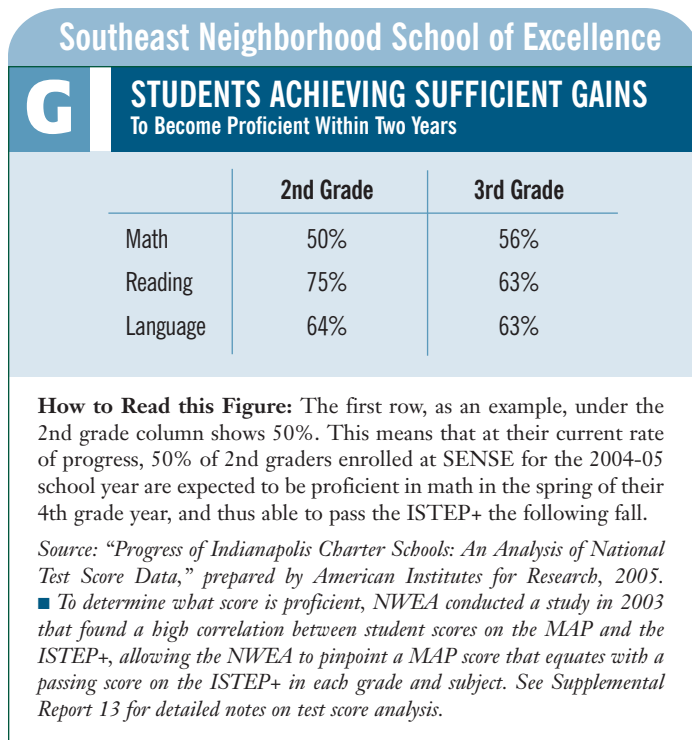 Southeast Neighborhood School of Excellence
G STUDENTS ACHIEVING SUFFICIENT GAINS
To Become Proficient Within Two Years
2nd Grade 3rd Grade
Math 50% 56%
Reading 75% 63%
Language 64% 63%
How to Read this Figure: The first row, as an example, under the
2nd grade column shows 50%. This means that at their current rate
of progress, 50% of 2nd graders enrolled at SENSE for the 2004-05
school year are expected to be proficient in math in the spring of their
4th grade year, and thus able to pass the ISTEP+ the following fall.
Source: “Progress of Indianapolis Charter Schools: An Analysis of National
Test Score Data,” prepared by American Institutes for Research, 2005.
■ To determine what score is proficient, NWEA conducted a study in 2003
that found a high correlation between student scores on the MAP and the
ISTEP+, allowing the NWEA to pinpoint a MAP score that equates with a
passing score on the ISTEP+ in each grade and subject. See Supplemental
Report 13 for detailed notes on test score analysis.